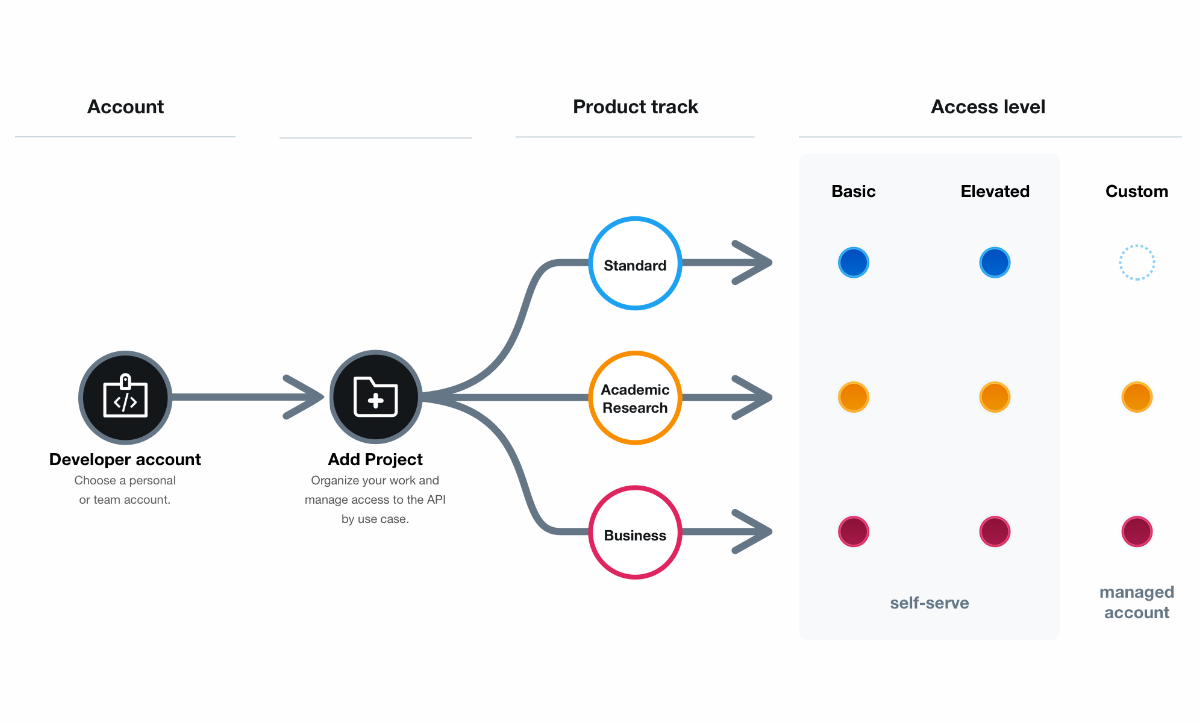 Account
Product track
Access level
Basic
Elevated
Custom
Standard
Academic
Research
Business
Developer account
Choose a personal
or team account.
Add Project
Organize your work and
manage access to the API
by use case.
self-serve
managed
account